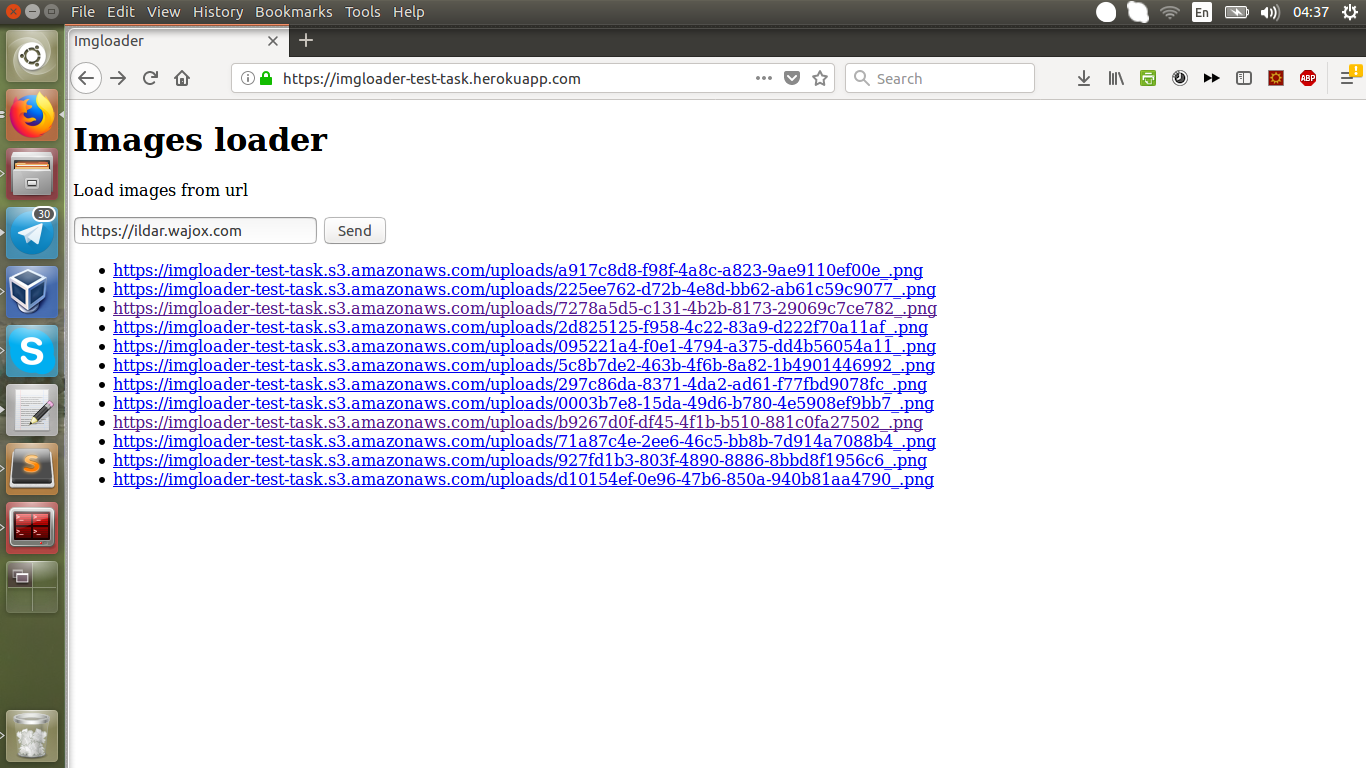 File Edit View History Bookmarks Tools Help
En
04:37
Imgloader
https://imgloader-test-task.herokuapp.com
Search
ABP
30
Images loader
Load images from url
https://ildar.wajox.com
Send
https://imgloader-test-task.s3.amazonaws.com/uploads/a917c8d8-f98f-4a8c-a823-9ae9110ef00e_.png
https://imgloader-test-task.s3.amazonaws.com/uploads/225ee762-d72b-4e8d-bb62-ab61c59c9077_.png
https://imgloader-test-task.s3.amazonaws.com/uploads/7278a5d5-c131-4b2b-8173-29069c7ce782_.png
https://imgloader-test-task.s3.amazonaws.com/uploads/2d825125-f958-4c22-83a9-d222f70a11af_.png
https://imgloader-test-task.s3.amazonaws.com/uploads/095221a4-f0e1-4794-a375-dd4b56054a11_.png
https://imgloader-test-task.s3.amazonaws.com/uploads/5c8b7de2-463b-4f6b-8a82-1b4901446992_.png
https://imgloader-test-task.s3.amazonaws.com/uploads/297c86da-8371-4da2-ad61-f77fbd9078fc_.png
https://imgloader-test-task.s3.amazonaws.com/uploads/0003b7e8-15da-49d6-b780-4e5908ef9bb7_.png
https://imgloader-test-task.s3.amazonaws.com/uploads/b9267d0f-df45-4f1b-b510-881c0fa27502_.png
https://imgloader-test-task.s3.amazonaws.com/uploads/71a87c4e-2ee6-46c5-bb8b-7d914a7088b4_.png
https://imgloader-test-task.s3.amazonaws.com/uploads/927fd1b3-803f-4890-8886-8bbd8f1956c6_.png
https://imgloader-test-task.s3.amazonaws.com/uploads/d10154ef-0e96-47b6-850a-940b81aa4790_.png